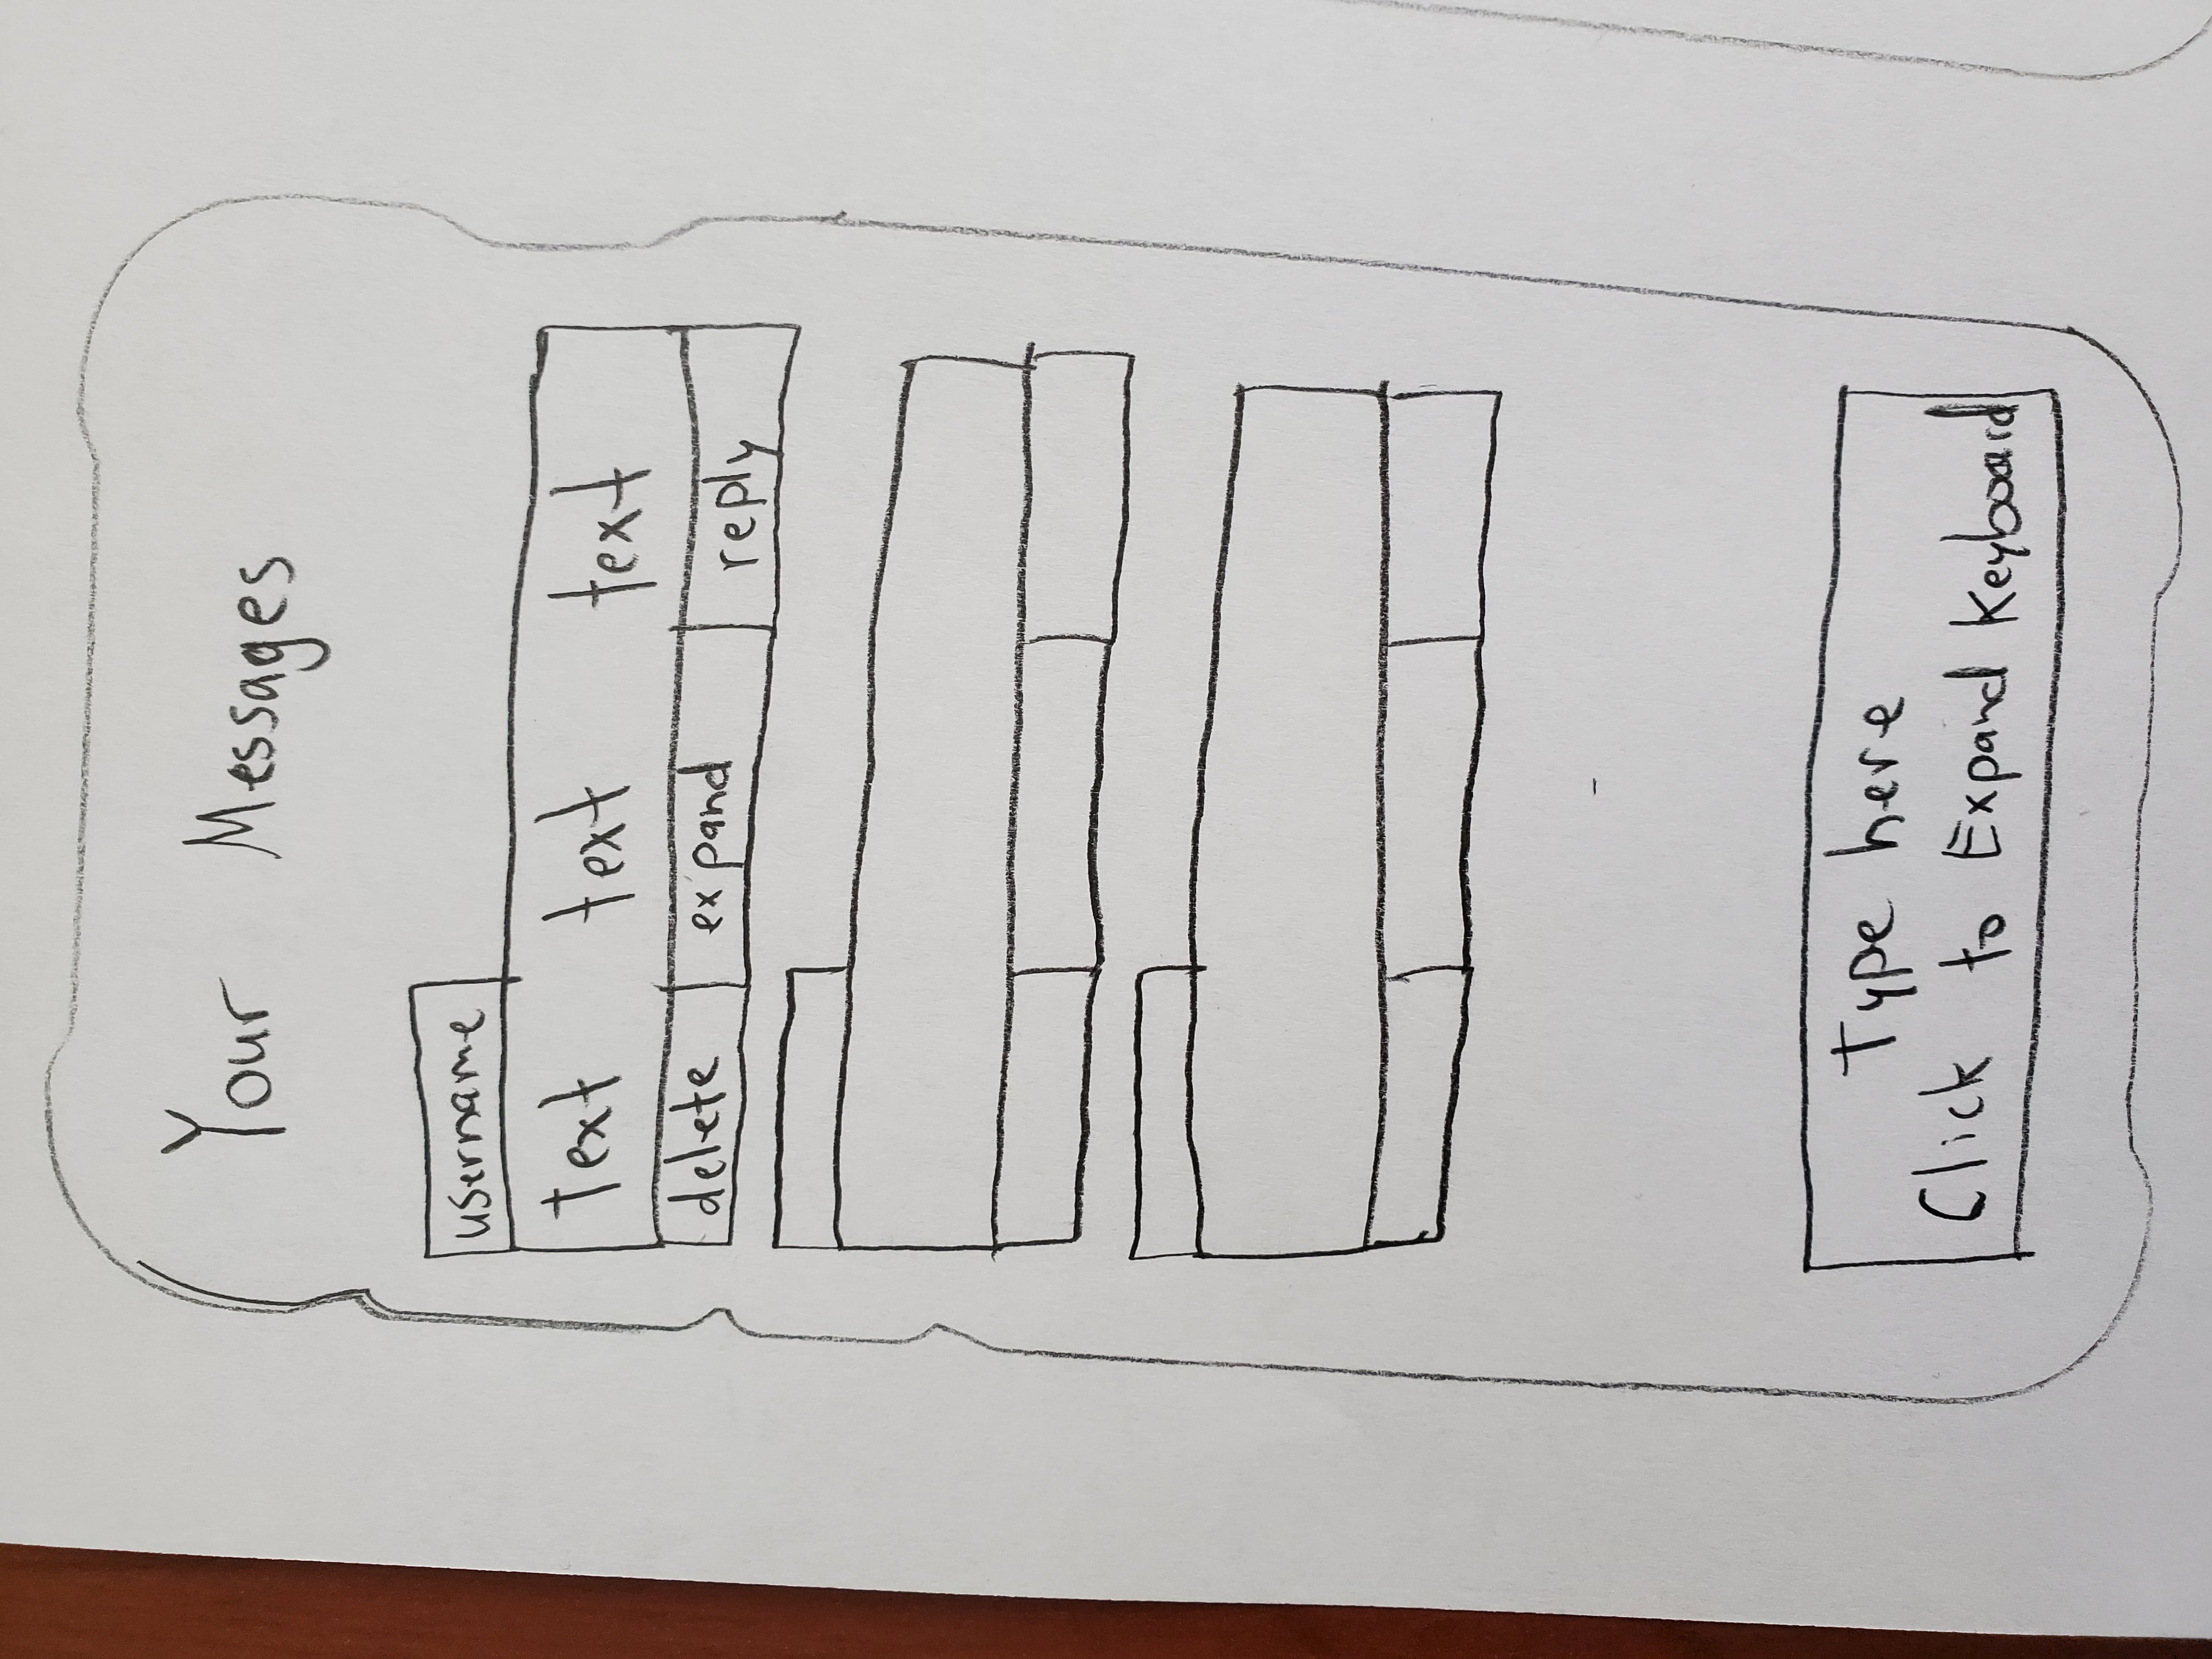 Your Messages
username
Text text text
delete expand reply
Type here
Click to Expand Keyboard